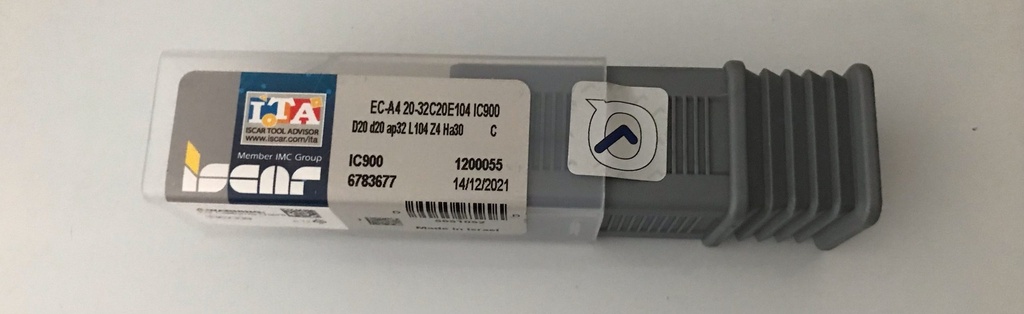 ITA
ISCAR TOOL ADVISOR
www.iscar.com/ita
Member IMC Group
iscar
EC-A4 20-32C20E104 IC900
D20 d20 ap32 L104 Z4 Ha30 C
IC900 1200055
6783677 14/12/2021
Made in Israel